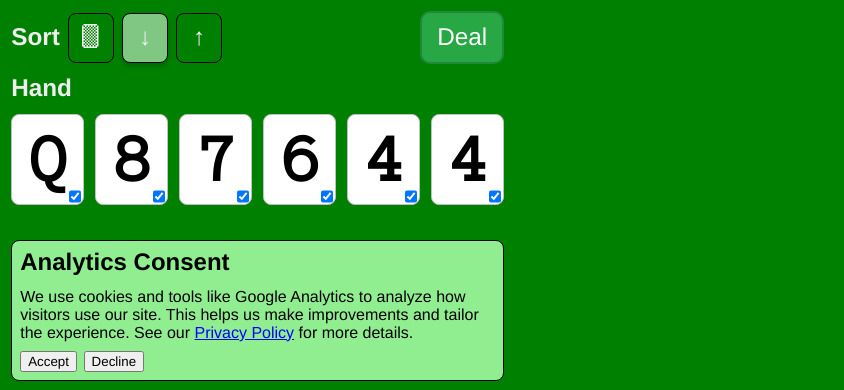 Sort 🂠 ↓ ↑ Deal
Hand
Q 8 7 6 4 4
Analytics Consent
We use cookies and tools like Google Analytics to analyze how
visitors use our site. This helps us make improvements and tailor
the experience. See our Privacy Policy for more details.
Accept Decline